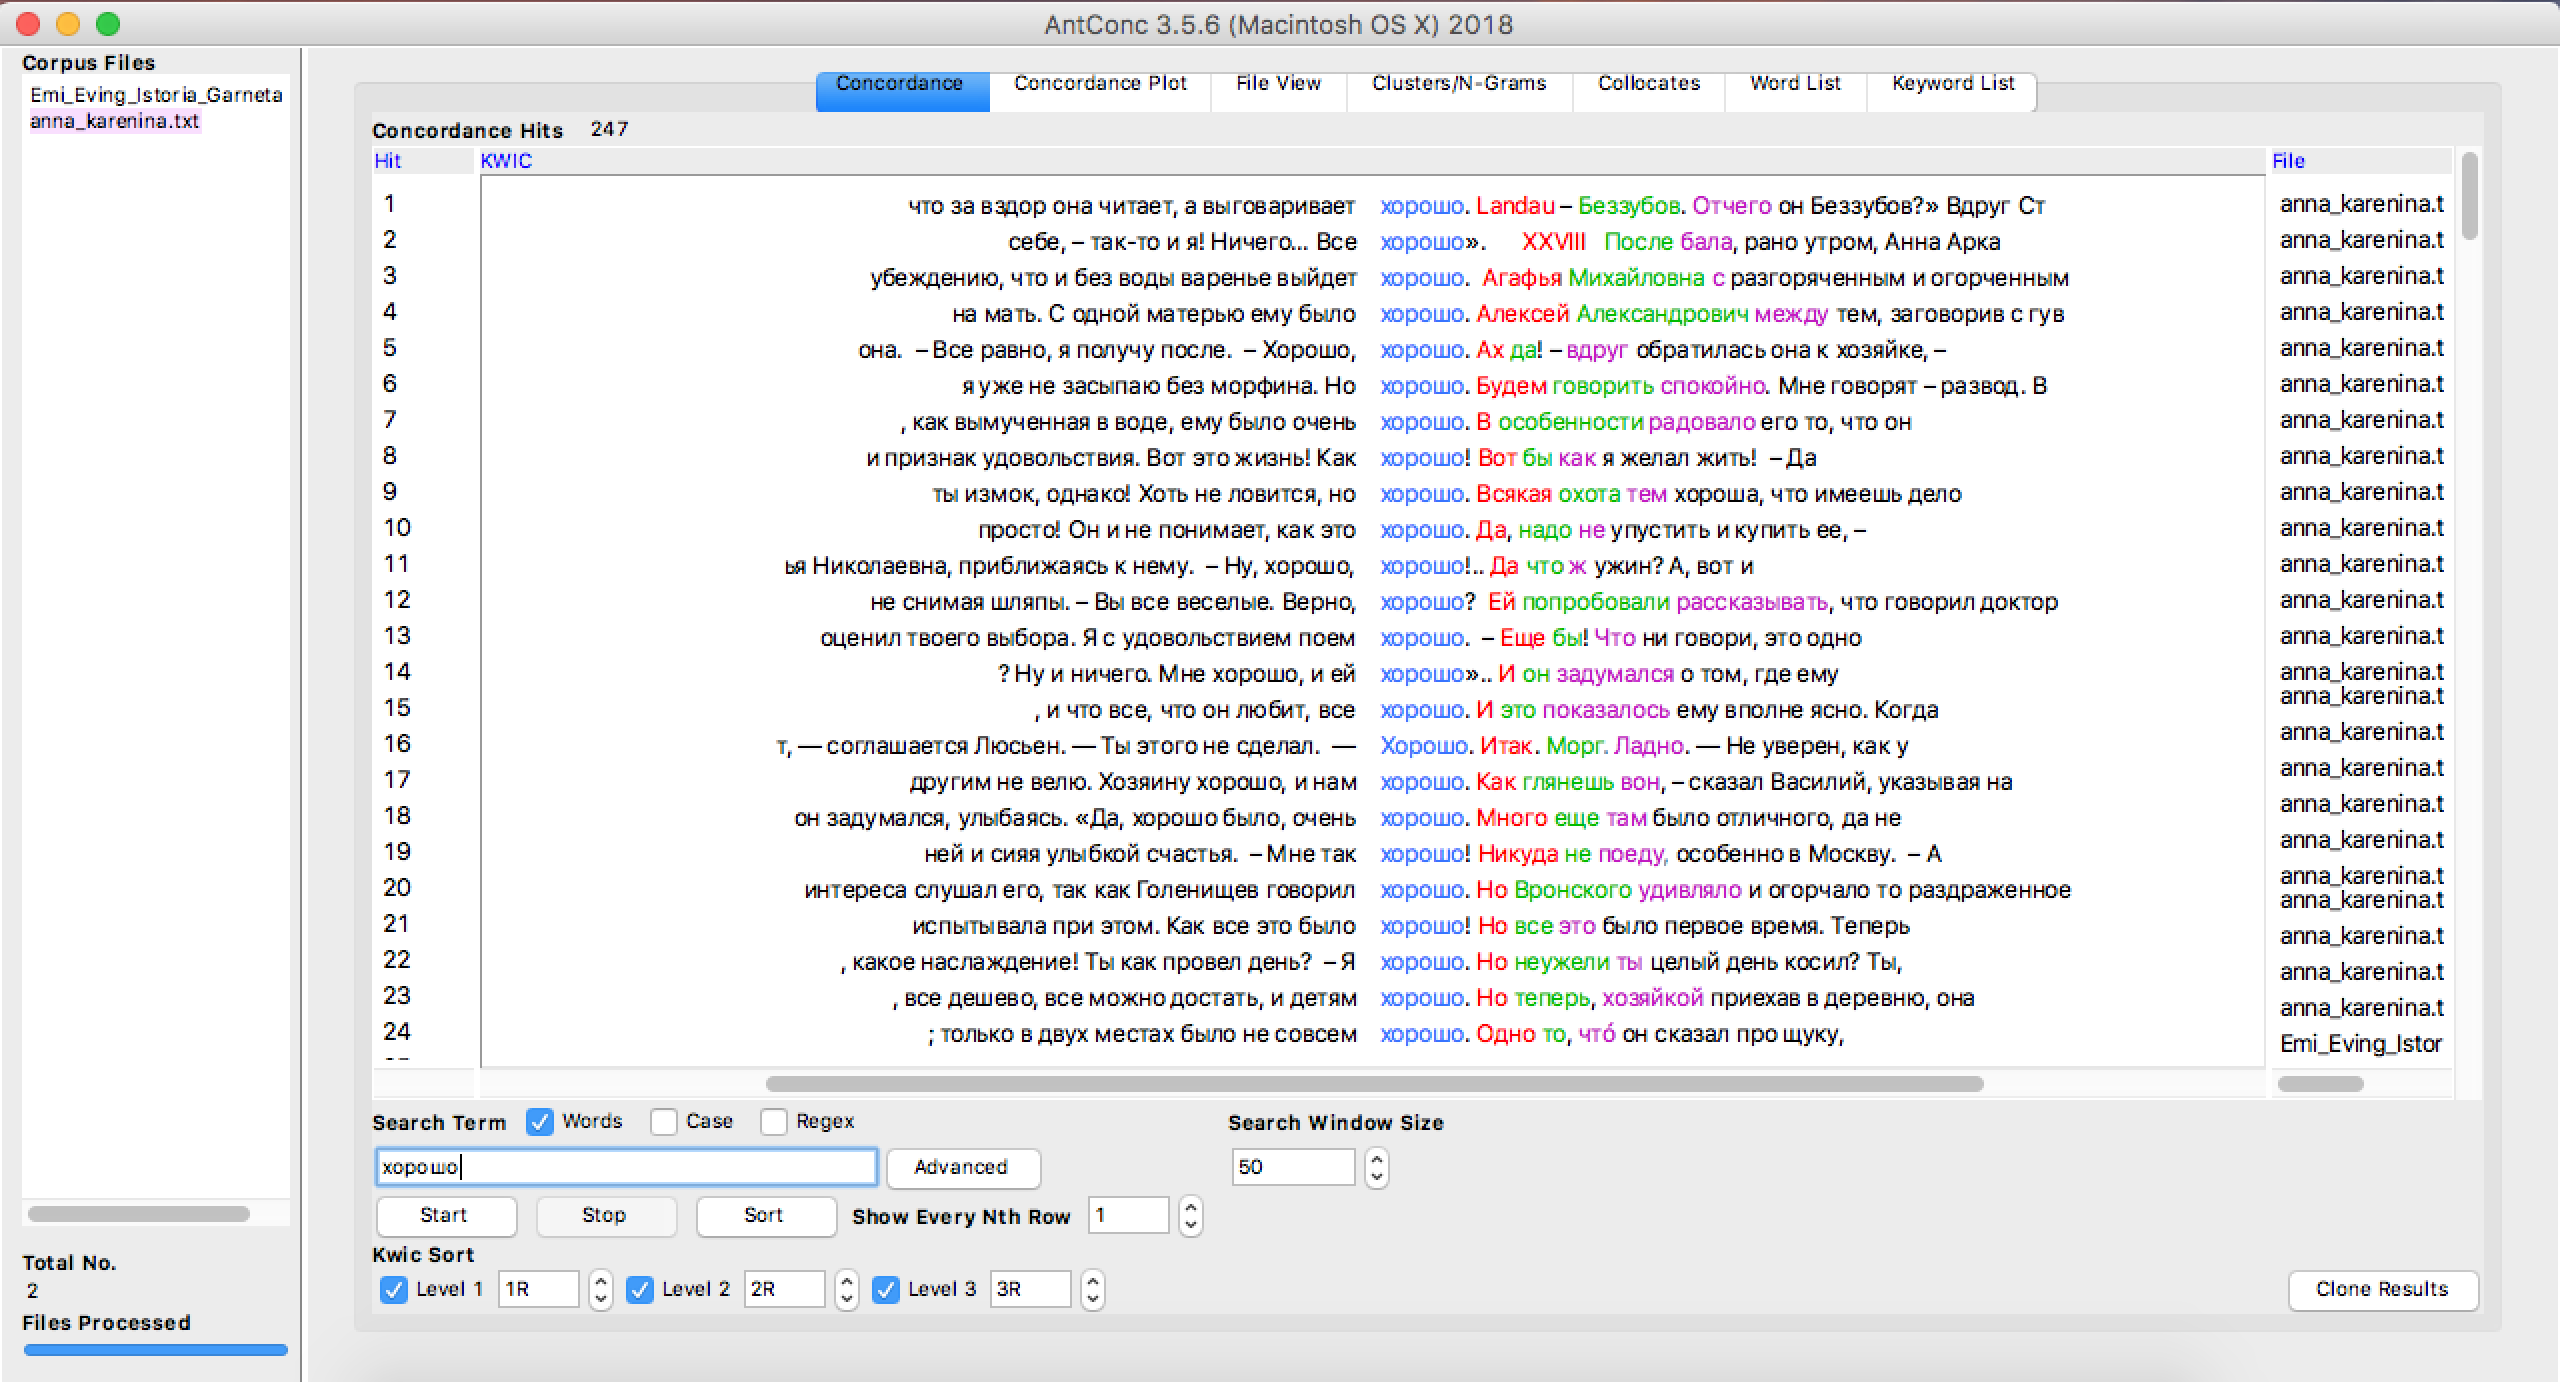 AntConc 3.5.6 (Macintosh OS X) 2018
Corpus Files
Emi_Eving_Istoria_Garneta
anna_karenina.txt
Concordance Concordance Plot File View Clusters/N-Grams Collocates Word List Keyword List
Concordance Hits 247
Hit KWIC File
1 что за вздор она читает, а выговаривает хорошо. Landau – Беззубов. Отчего он Беззубов?» Вдруг Ст anna_karenina.t
2 себе, – так-то и я! Ничего... Все хорошо». XXVIII После бала, рано утром, Анна Арка anna_karenina.t
3 убеждению, что и без воды варенье выйдет хорошо. Агафья Михайловна с разгоряченным и огорченным anna_karenina.t
4 на мать. С одной матерью ему было хорошо. Алексей Александрович между тем, заговорив с гув anna_karenina.t
5 она. – Все равно, я получу после. – Хорошо, хорошо. Ах да! – вдруг обратилась она к хозяйке, – anna_karenina.t
6 я уже не засыпаю без морфина. Но хорошо. Будем говорить спокойно. Мне говорят – развод. В anna_karenina.t
7 , как вымученная в воде, ему было очень хорошо. В особенности радовало его то, что он anna_karenina.t
8 и признак удовольствия. Вот это жизнь! Как хорошо! Вот бы как я желал жить! – Да anna_karenina.t
9 ты измок, однако! Хоть не ловится, но хорошо. Всякая охота тем хороша, что имеешь дело anna_karenina.t
10 просто! Он и не понимает, как это хорошо. Да, надо не упустить и купить ее, – anna_karenina.t
11 ья Николаевна, приближаясь к нему. – Ну, хорошо, хорошо!.. Да что ж ужин? А, вот и anna_karenina.t
12 не снимая шляпы. – Вы все веселые. Верно, хорошо? Ей попробовали рассказывать, что говорил доктор anna_karenina.t
13 оценил твоего выбора. Я с удовольствием поем хорошо. – Еще бы! Что ни говори, это одно anna_karenina.t
14 ? Ну и ничего. Мне хорошо, и ей хорошо».. И он задумался о том, где ему anna_karenina.t
15 , и что все, что он любит, все хорошо. И это показалось ему вполне ясно. Когда anna_karenina.t
16 т, — соглашается Люсьен. — Ты этого не сделал. — Хорошо. Итак. Морг. Ладно. — Не уверен, как у anna_karenina.t
17 другим не велю. Хозяину хорошо, и нам хорошо. Как глянешь вон, – сказал Василий, указывая на anna_karenina.t
18 он задумался, улыбаясь. «Да, хорошо было, очень хорошо. Много еще там было отличного, да не anna_karenina.t
19 ней и сияя улыбкой счастья. – Мне так хорошо! Никуда не поеду, особенно в Москву. – А anna_karenina.t
20 интереса слушал его, так как Голенищев говорил хорошо. Но Вронского удивляло и огорчало то раздраженное anna_karenina.t
anna_karenina.t
21 испытывала при этом. Как все это было хорошо! Но все это было первое время. Теперь anna_karenina.t
22 , какое наслаждение! Ты как провел день? – Я хорошо. Но неужели ты целый день косил? Ты, anna_karenina.t
23 , все дешево, все можно достать, и детям хорошо. Но теперь, хозяйкой приехав в деревню, она anna_karenina.t
24 ; только в двух местах было не совсем хорошо. Одно то, что́ он сказал про щуку, Emi_Eving_Istor
Search Term Words Case Regex Search Window Size
хорошо Advanced 50
Start Stop Sort Show Every Nth Row 1
Kwic Sort
Level 1 1R Level 2 2R Level 3 3R Clone Results
Total No.
2
Files Processed